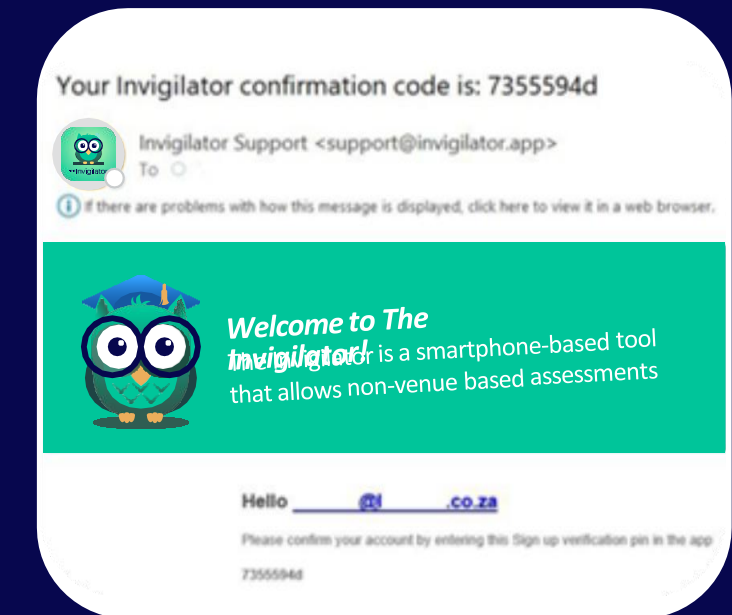 Your Invigilator confirmation code is: 7355594d
invigilator
Invigilator Support <support@invigilator.app>
To
If there are problems with how this message is displayed, click here to view it in a web browser.
Welcome to The
Invigilator!
The Invigilator is a smartphone-based tool
that allows non-venue based assessments
Hello @l .co.za
Please confirm your account by entering this Sign up verification pin in the app
7355594d